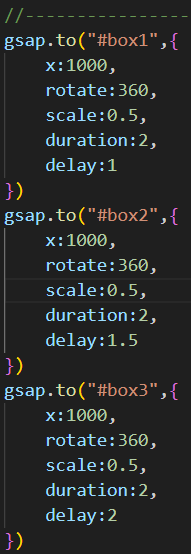 //----------------
gsap.to("#box1",{
    x:1000,
    rotate:360,
    scale:0.5,
    duration:2,
    delay:1
})
gsap.to("#box2",{
    x:1000,
    rotate:360,
    scale:0.5,
    duration:2,
    delay:1.5
})
gsap.to("#box3",{
    x:1000,
    rotate:360,
    scale:0.5,
    duration:2,
    delay:2
})